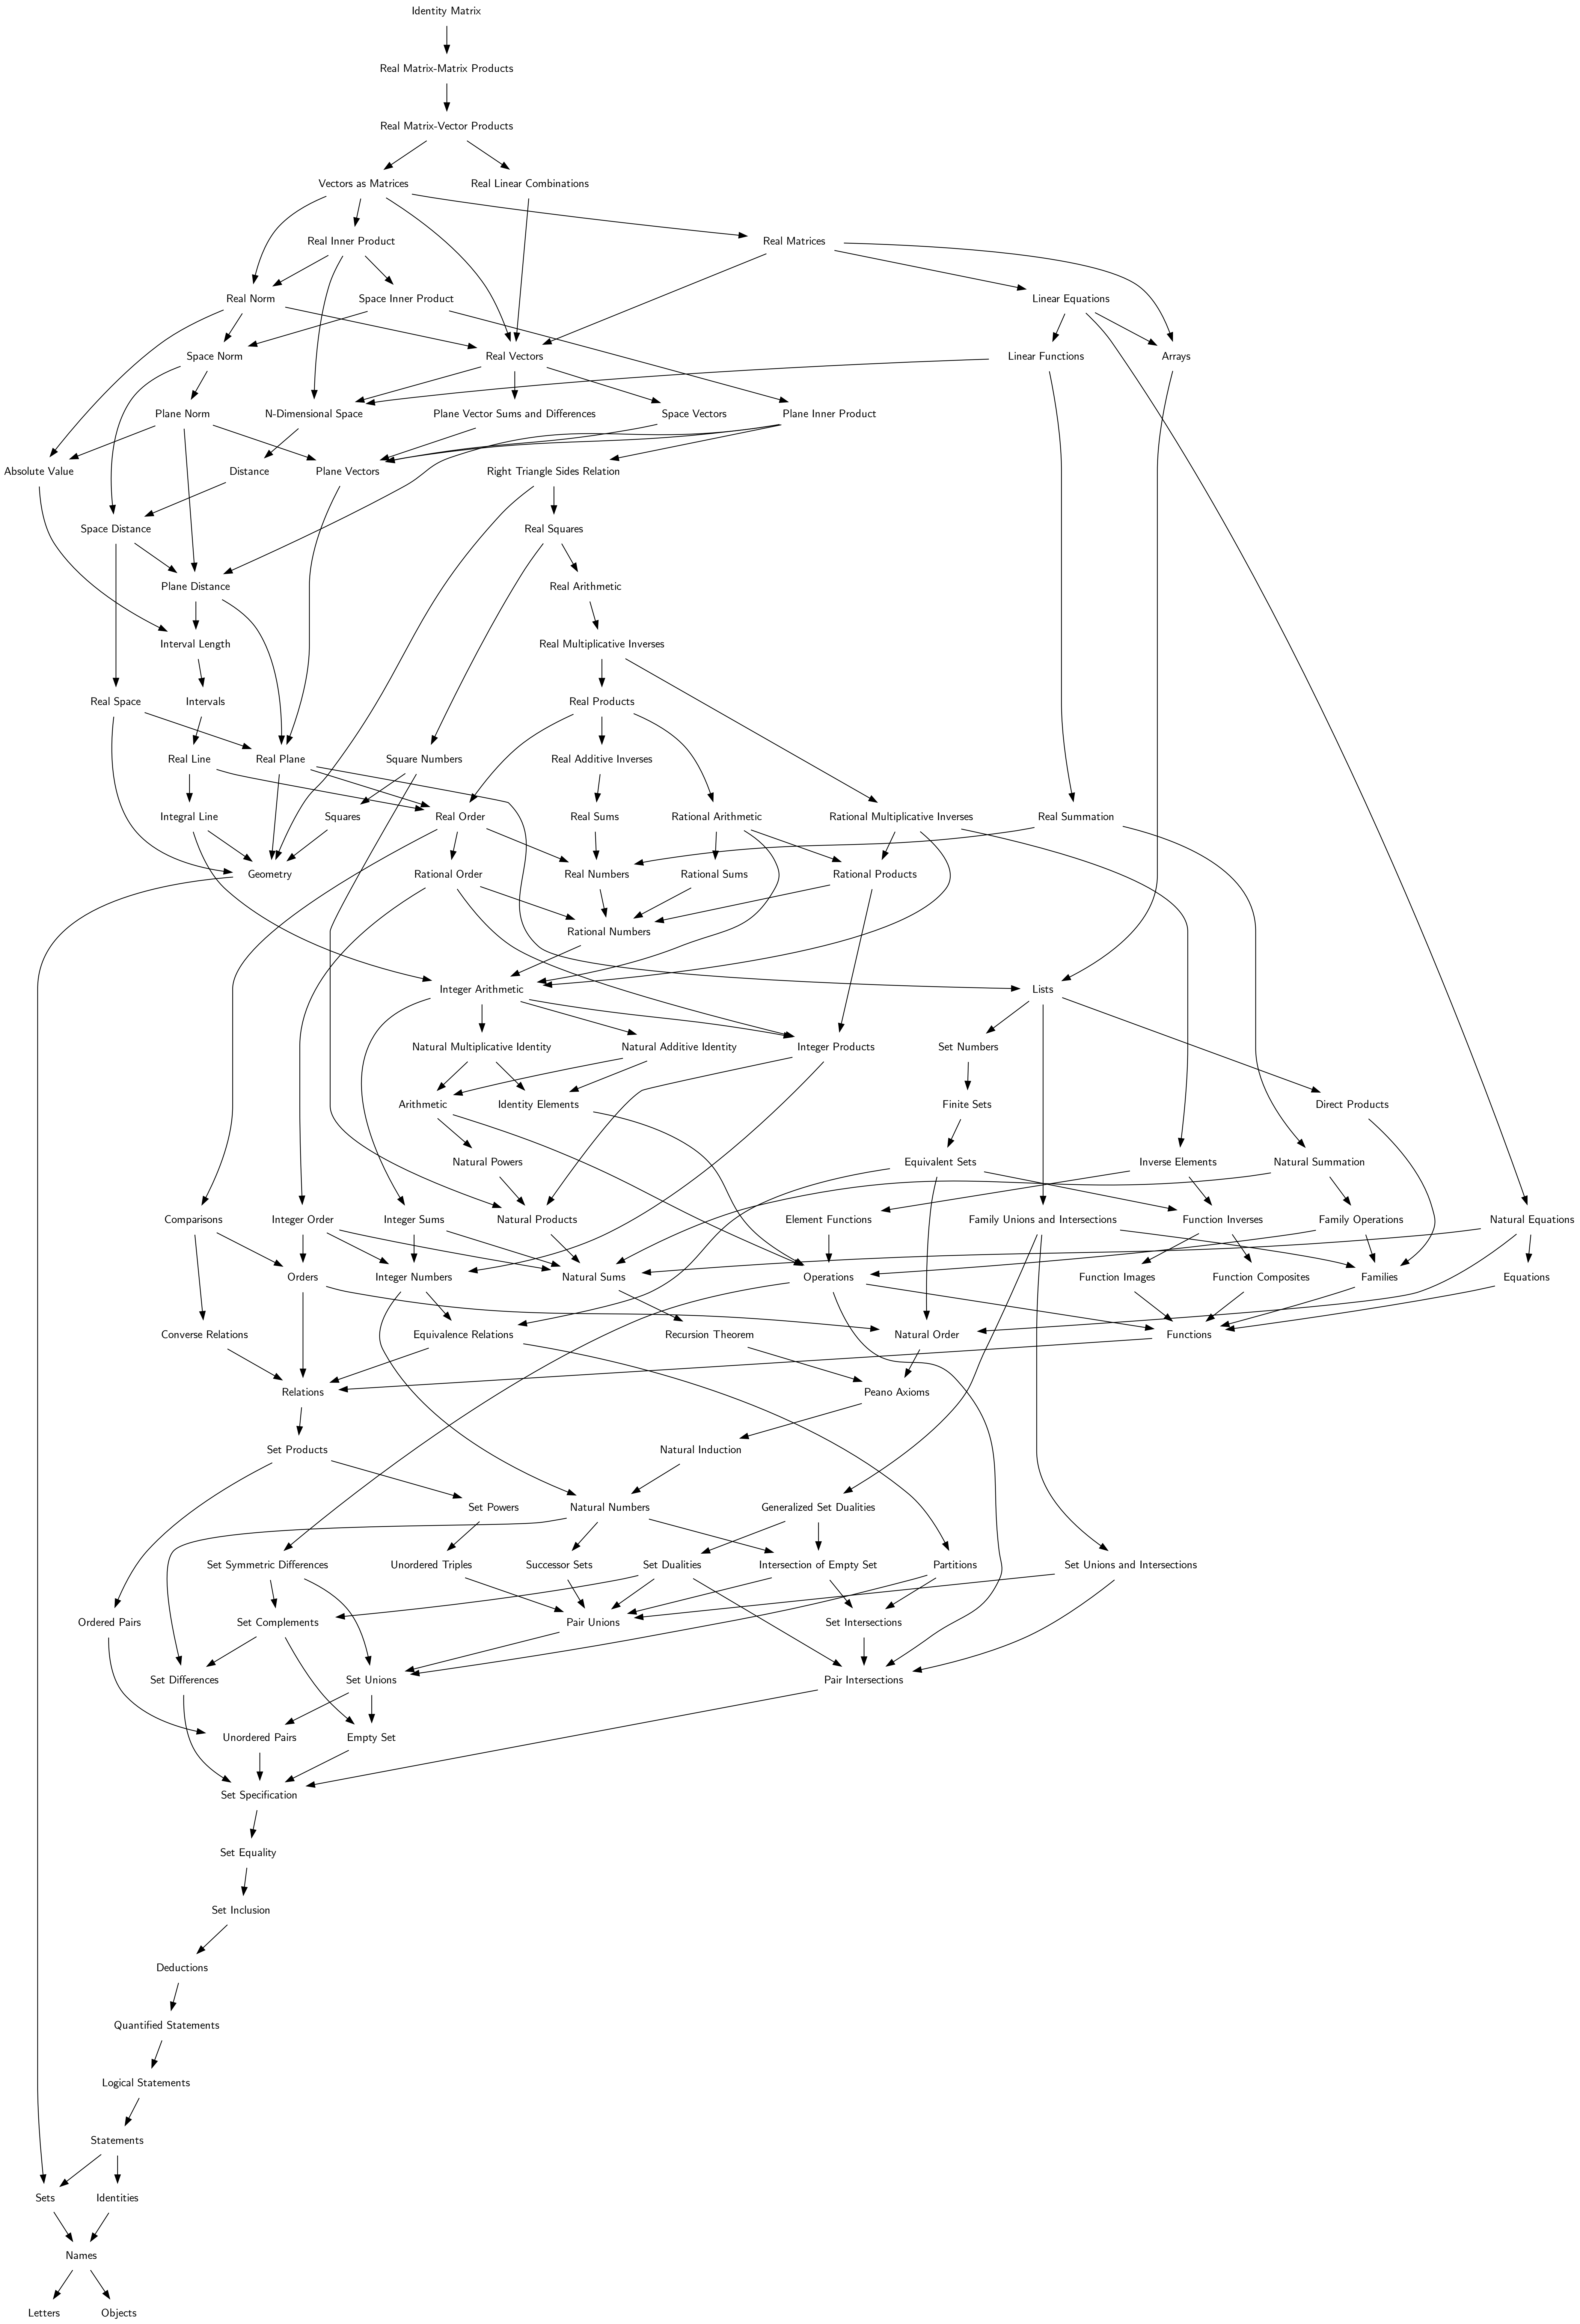 Identity Matrix
Real Matrix-Matrix Products
Real Matrix-Vector Products
Vectors as Matrices
Real Linear Combinations
Real Inner Product
Real Matrices
Real Norm
Space Inner Product
Linear Equations
Space Norm
Real Vectors
Linear Functions
Arrays
Plane Norm
N-Dimensional Space
Plane Vector Sums and Differences
Space Vectors
Plane Inner Product
Absolute Value
Distance
Plane Vectors
Right Triangle Sides Relation
Space Distance
Real Squares
Plane Distance
Real Arithmetic
Interval Length
Real Multiplicative Inverses
Real Space
Intervals
Real Products
Real Line
Real Plane
Square Numbers
Real Additive Inverses
Integral Line
Squares
Real Order
Real Sums
Rational Arithmetic
Rational Multiplicative Inverses
Real Summation
Geometry
Rational Order
Real Numbers
Rational Sums
Rational Products
Rational Numbers
Integer Arithmetic
Lists
Natural Multiplicative Identity
Natural Additive Identity
Integer Products
Set Numbers
Arithmetic
Identity Elements
Finite Sets
Direct Products
Natural Powers
Equivalent Sets
Inverse Elements
Natural Summation
Comparisons
Integer Order
Integer Sums
Natural Products
Element Functions
Family Unions and Intersections
Function Inverses
Family Operations
Natural Equations
Orders
Integer Numbers
Natural Sums
Operations
Function Images
Function Composites
Families
Equations
Converse Relations
Equivalence Relations
Recursion Theorem
Natural Order
Functions
Relations
Peano Axioms
Set Products
Natural Induction
Set Powers
Natural Numbers
Generalized Set Dualities
Set Symmetric Differences
Unordered Triples
Successor Sets
Set Dualities
Intersection of Empty Set
Partitions
Set Unions and Intersections
Ordered Pairs
Set Complements
Pair Unions
Set Intersections
Set Differences
Set Unions
Pair Intersections
Unordered Pairs
Empty Set
Set Specification
Set Equality
Set Inclusion
Deductions
Quantified Statements
Logical Statements
Statements
Sets
Identities
Names
Letters
Objects